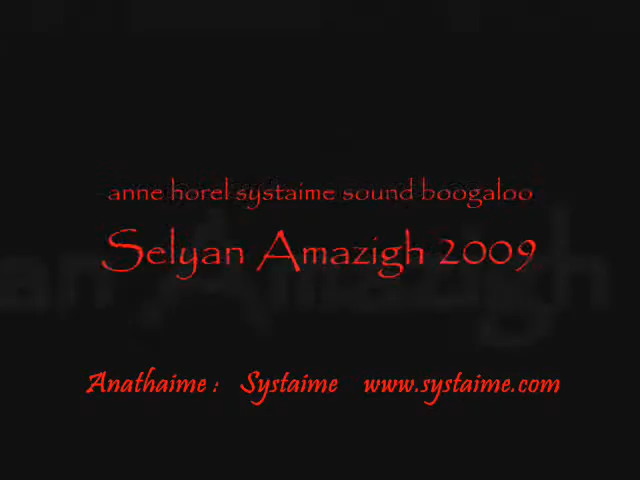 anne horel systaime sound boogaloo
Selyan Amazigh 2009
Anathaime : Systaime www.systaime.com